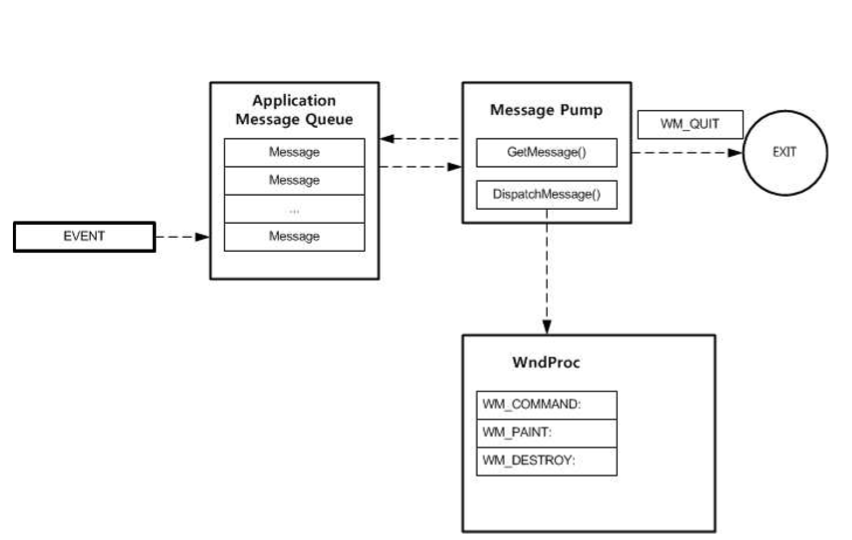 Application
Message Queue
Message
Message
...
Message
EVENT
Message Pump
GetMessage()
DispatchMessage()
WM_QUIT
EXIT
WndProc
WM_COMMAND:
WM_PAINT:
WM_DESTROY: